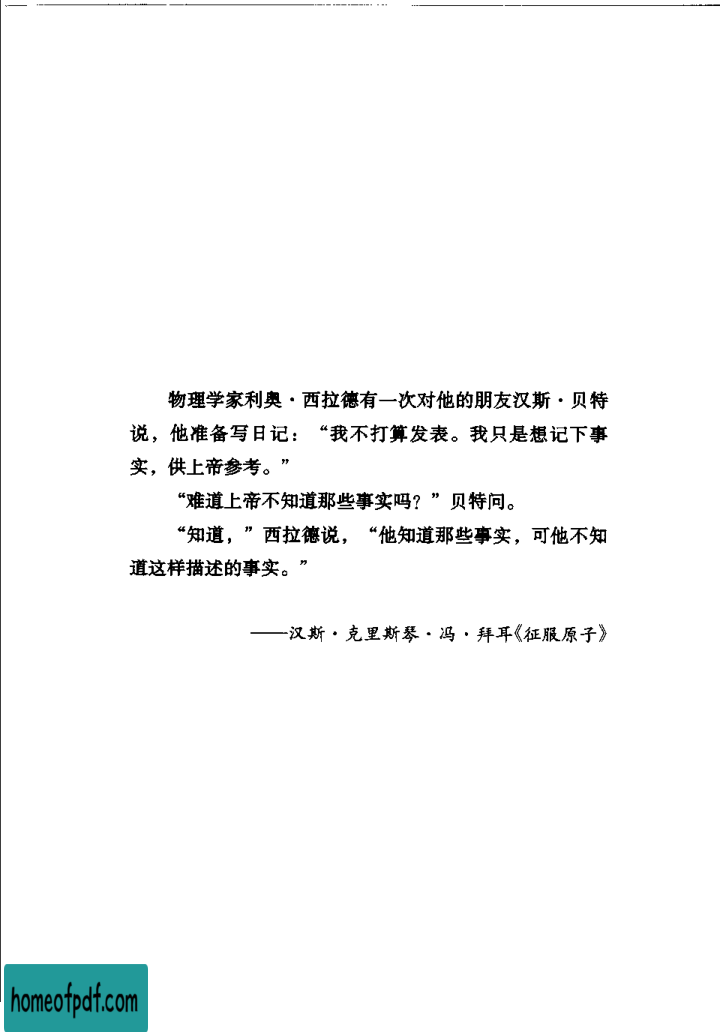 物理学家利奥·西拉德有一次对他的朋友汉斯·贝特
说，他准备写日记：“我不打算发表。我只是想记下事
实，供上帝参考。”
“难道上帝不知道那些事实吗？”贝特问。
“知道，”西拉德说，“他知道那些事实，可他不知
道这样描述的事实。”
——汉斯·克里斯琴·冯·拜耳《征服原子》
homeofpdf.com